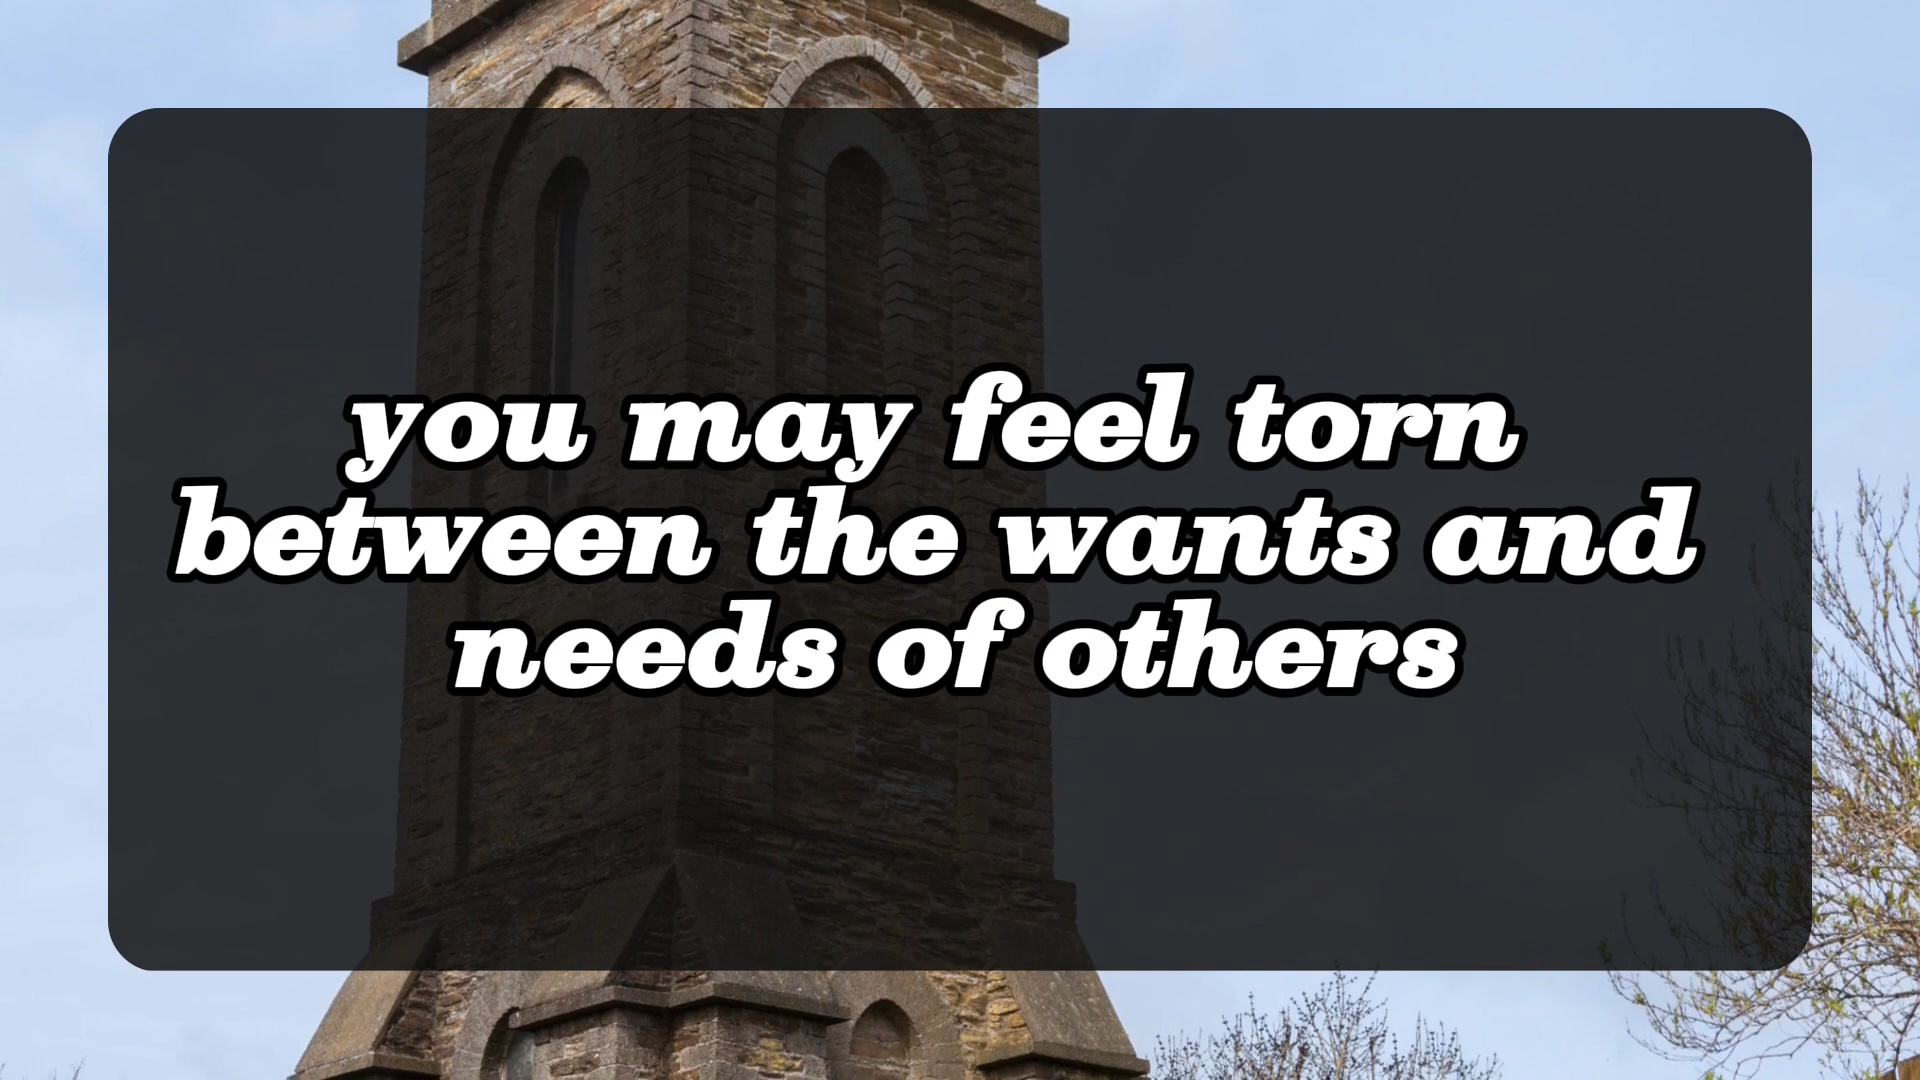 you may feel torn
between the wants and
needs of others